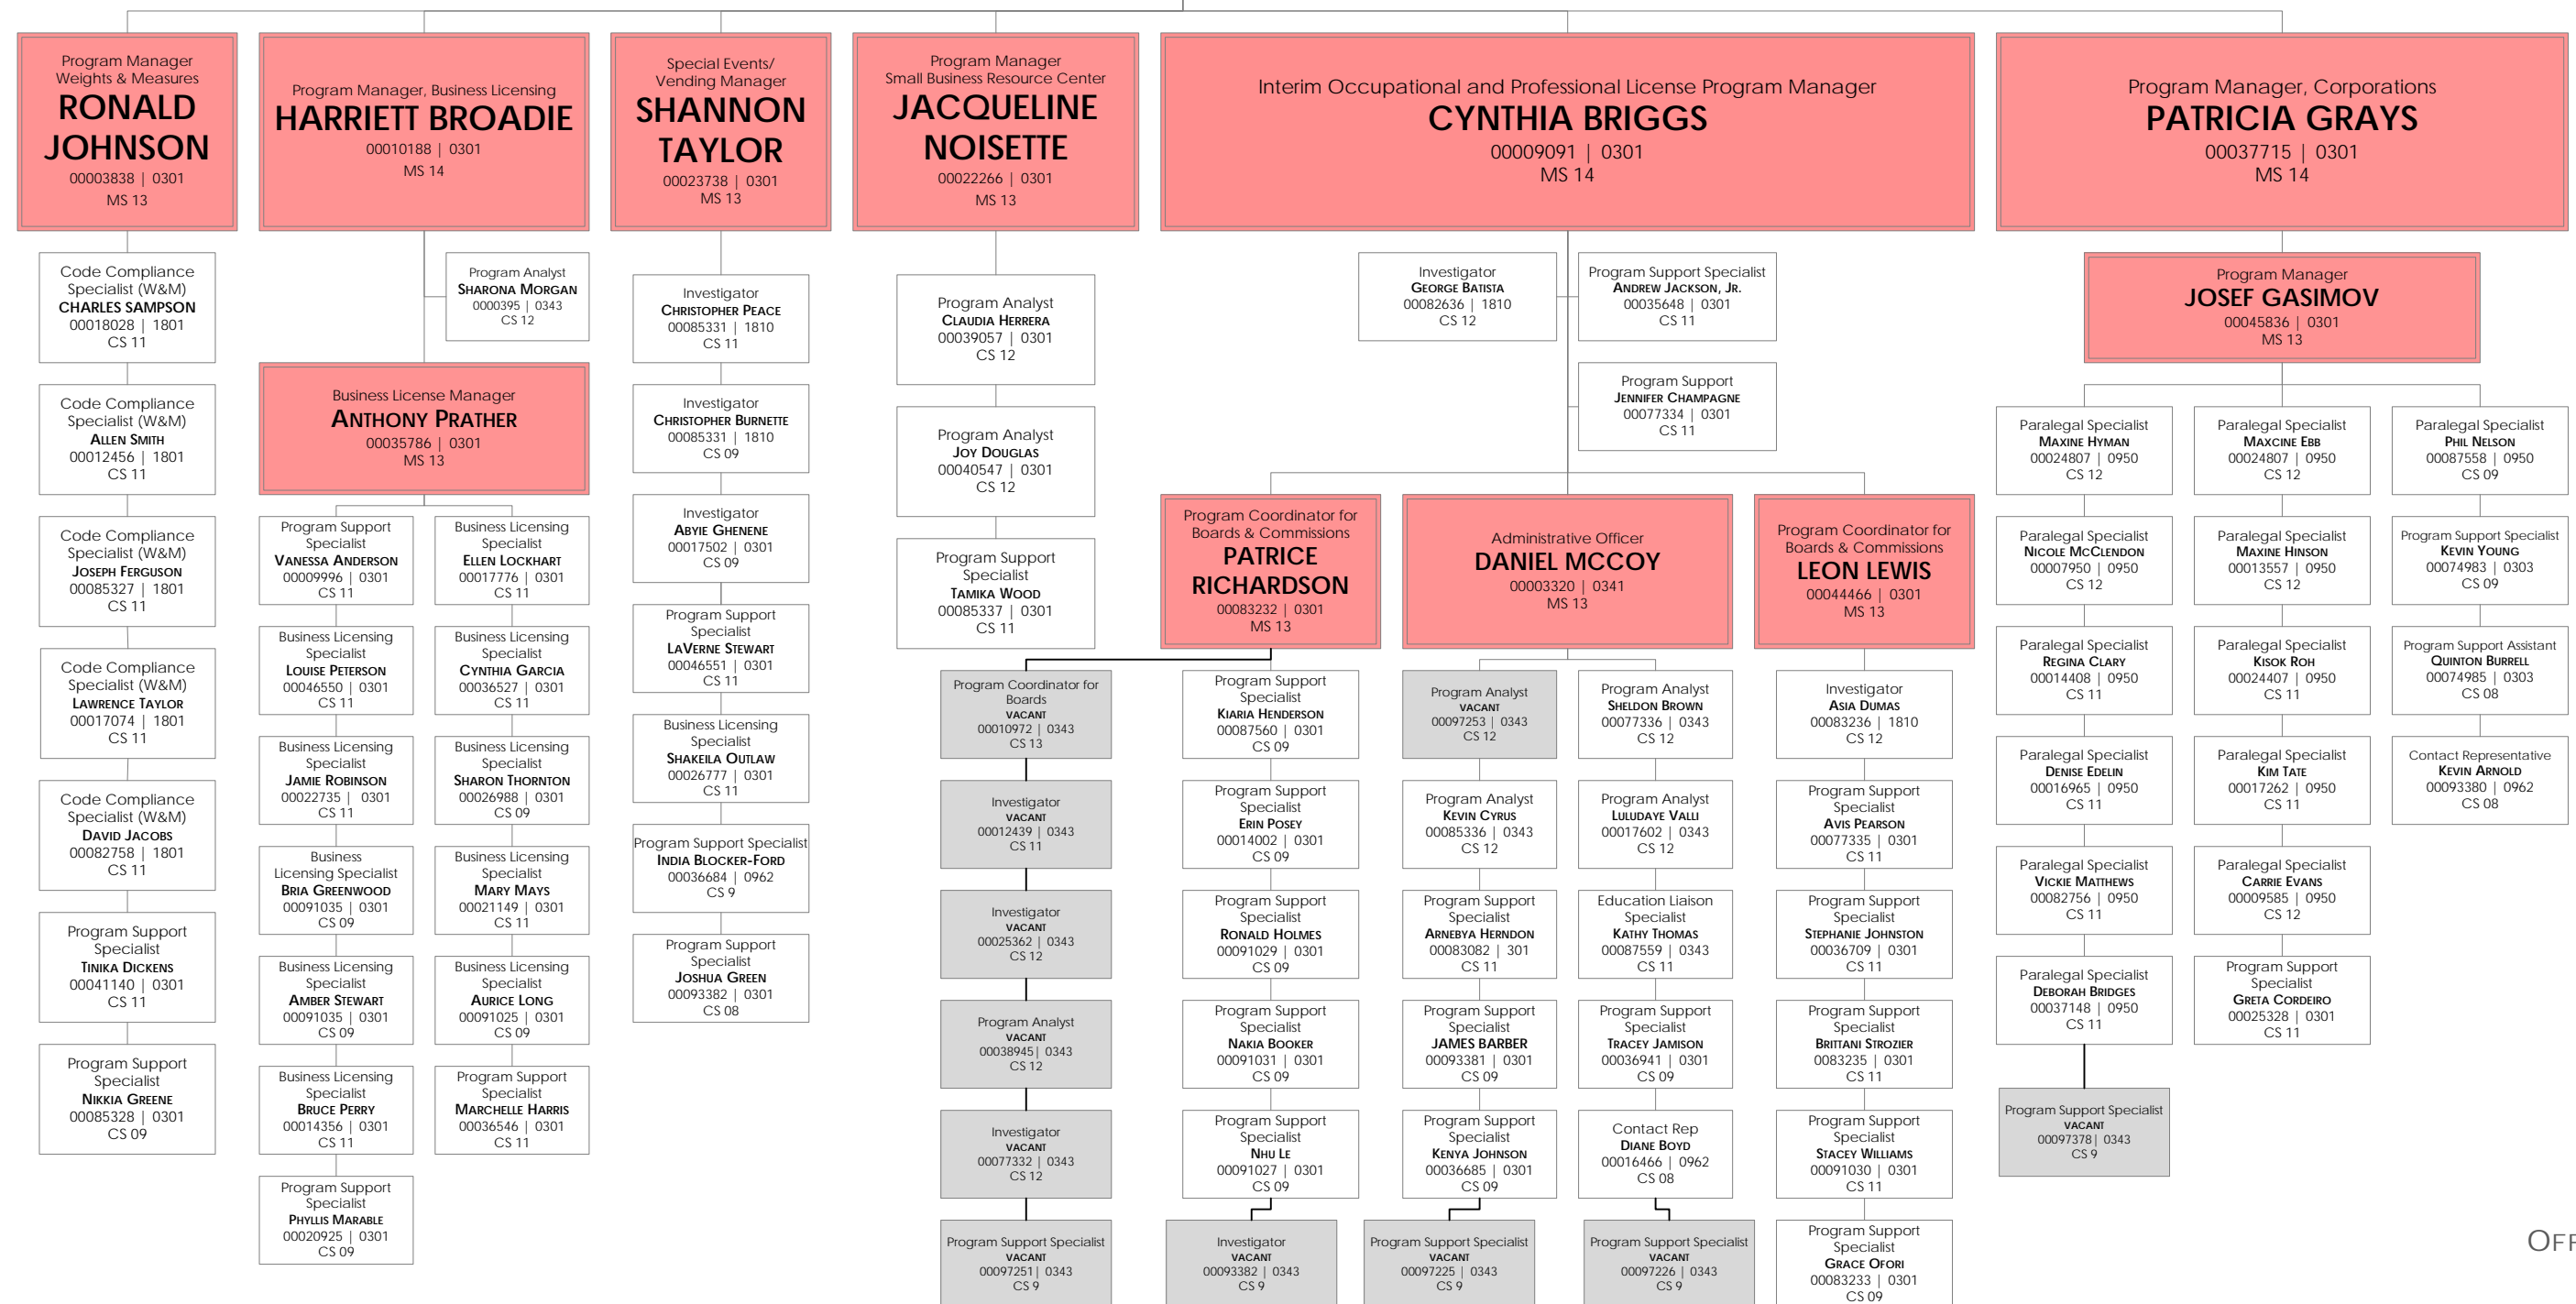 Program Manager
Weights & Measures
RONALD
JOHNSON
00003838 | 0301
MS 13
Program Manager, Business Licensing
HARRIETT BROADIE
00010188 | 0301
MS 14
Special Events/
Vending Manager
SHANNON
TAYLOR
00023738 | 0301
MS 13
Program Manager
Small Business Resource Center
JACQUELINE
NOISETTE
00022266 | 0301
MS 13
Interim Occupational and Professional License Program Manager
CYNTHIA BRIGGS
00009091 | 0301
MS 14
Program Manager, Corporations
PATRICIA GRAYS
00037715 | 0301
MS 14
Code Compliance
Specialist (W&M)
CHARLES SAMPSON
00018028 | 1801
CS 11
Code Compliance
Specialist (W&M)
ALLEN SMITH
00012456 | 1801
CS 11
Code Compliance
Specialist (W&M)
JOSEPH FERGUSON
00085327 | 1801
CS 11
Code Compliance
Specialist (W&M)
LAWRENCE TAYLOR
00017074 | 1801
CS 11
Code Compliance
Specialist (W&M)
DAVID JACOBS
00082758 | 1801
CS 11
Program Support
Specialist
TINIKA DICKENS
00041140 | 0301
CS 11
Program Support
Specialist
NIKKIA GREENE
00085328 | 0301
CS 09
Program Analyst
SHARONA MORGAN
0000395 | 0343
CS 12
Business License Manager
ANTHONY PRATHER
00035786 | 0301
MS 13
Program Support
Specialist
VANESSA ANDERSON
00009996 | 0301
CS 11
Business Licensing
Specialist
LOUISE PETERSON
00046550 | 0301
CS 11
Business Licensing
Specialist
JAMIE ROBINSON
00022735 | 0301
CS 11
Business
Licensing Specialist
BRIA GREENWOOD
00091035 | 0301
CS 09
Business Licensing
Specialist
AMBER STEWART
00091035 | 0301
CS 09
Business Licensing
Specialist
BRUCE PERRY
00014356 | 0301
CS 11
Program Support
Specialist
PHYLLIS MARABLE
00020925 | 0301
CS 09
Business Licensing
Specialist
ELLEN LOCKHART
00017776 | 0301
CS 11
Business Licensing
Specialist
CYNTHIA GARCIA
00036527 | 0301
CS 11
Business Licensing
Specialist
SHARON THORNTON
00026988 | 0301
CS 09
Business Licensing
Specialist
MARY MAYS
00021149 | 0301
CS 11
Business Licensing
Specialist
AURICE LONG
00091025 | 0301
CS 09
Program Support
Specialist
MARCHELLE HARRIS
00036546 | 0301
CS 11
Investigator
CHRISTOPHER PEACE
00085331 | 1810
CS 11
Investigator
CHRISTOPHER BURNETTE
00085331 | 1810
CS 09
Investigator
ABYIE GHENENE
00017502 | 0301
CS 09
Program Support
Specialist
LAVERNE STEWART
00046551 | 0301
CS 11
Business Licensing
Specialist
SHAKEILA OUTLAW
00026777 | 0301
CS 11
Program Support Specialist
INDIA BLOCKER-FORD
00036684 | 0962
CS 9
Program Support
Specialist
JOSHUA GREEN
00093382 | 0301
CS 08
Program Analyst
CLAUDIA HERRERA
00039057 | 0301
CS 12
Program Analyst
JOY DOUGLAS
00040547 | 0301
CS 12
Program Support
Specialist
TAMIKA WOOD
00085337 | 0301
CS 11
Investigator
GEORGE BATISTA
00082636 | 1810
CS 12
Program Support Specialist
ANDREW JACKSON, JR.
00035648 | 0301
CS 11
Program Support
JENNIFER CHAMPAGNE
00077334 | 0301
CS 11
Program Coordinator for
Boards & Commissions
PATRICE
RICHARDSON
00083232 | 0301
MS 13
Administrative Officer
DANIEL MCCOY
00003320 | 0341
MS 13
Program Coordinator for
Boards & Commissions
LEON LEWIS
00044466 | 0301
MS 13
Program Coordinator for
Boards
VACANT
00010972 | 0343
CS 13
Investigator
VACANT
00012439 | 0343
CS 11
Investigator
VACANT
00025362 | 0343
CS 12
Program Analyst
VACANT
00038945| 0343
CS 12
Investigator
VACANT
00077332 | 0343
CS 12
Program Support Specialist
VACANT
00097251| 0343
CS 9
Program Support
Specialist
KIARIA HENDERSON
00087560 | 0301
CS 09
Program Support
Specialist
ERIN POSEY
00014002 | 0301
CS 09
Program Support
Specialist
RONALD HOLMES
00091029 | 0301
CS 09
Program Support
Specialist
NAKIA BOOKER
00091031 | 0301
CS 09
Program Support
Specialist
NHU LE
00091027 | 0301
CS 09
Investigator
VACANT
00093382 | 0343
CS 9
Program Analyst
VACANT
00097253 | 0343
CS 12
Program Analyst
KEVIN CYRUS
00085336 | 0343
CS 12
Program Support
Specialist
ARNEBYA HERNDON
00083082 | 301
CS 11
Program Support
Specialist
JAMES BARBER
00093381 | 0301
CS 09
Program Support
Specialist
KENYA JOHNSON
00036685 | 0301
CS 09
Program Support Specialist
VACANT
00097225 | 0343
CS 9
Program Analyst
SHELDON BROWN
00077336 | 0343
CS 12
Program Analyst
LULUDAYE VALLI
00017602 | 0343
CS 12
Education Liaison
Specialist
KATHY THOMAS
00087559 | 0343
CS 11
Program Support
Specialist
TRACEY JAMISON
00036941 | 0301
CS 09
Contact Rep
DIANE BOYD
00016466 | 0962
CS 08
Program Support Specialist
VACANT
00097226 | 0343
CS 9
Investigator
ASIA DUMAS
00083236 | 1810
CS 12
Program Support
Specialist
AVIS PEARSON
00077335 | 0301
CS 11
Program Support
Specialist
STEPHANIE JOHNSTON
00036709 | 0301
CS 11
Program Support
Specialist
BRITTANI STROZIER
0083235 | 0301
CS 11
Program Support
Specialist
STACEY WILLIAMS
00091030 | 0301
CS 11
Program Support
Specialist
GRACE OFORI
00083233 | 0301
CS 09
Program Manager
JOSEF GASIMOV
00045836 | 0301
MS 13
Paralegal Specialist
MAXINE HYMAN
00024807 | 0950
CS 12
Paralegal Specialist
NICOLE MCCLENDON
00007950 | 0950
CS 12
Paralegal Specialist
REGINA CLARY
00014408 | 0950
CS 11
Paralegal Specialist
DENISE EDELIN
00016965 | 0950
CS 11
Paralegal Specialist
VICKIE MATTHEWS
00082756 | 0950
CS 11
Paralegal Specialist
DEBORAH BRIDGES
00037148 | 0950
CS 11
Program Support Specialist
VACANT
00097378| 0343
CS 9
Paralegal Specialist
MAXCINE EBB
00024807 | 0950
CS 12
Paralegal Specialist
MAXINE HINSON
00013557 | 0950
CS 12
Paralegal Specialist
KISOK ROH
00024407 | 0950
CS 11
Paralegal Specialist
KIM TATE
00017262 | 0950
CS 11
Paralegal Specialist
CARRIE EVANS
00009585 | 0950
CS 12
Program Support
Specialist
GRETA CORDEIRO
00025328 | 0301
CS 11
Paralegal Specialist
PHIL NELSON
00087558 | 0950
CS 09
Program Support Specialist
KEVIN YOUNG
00074983 | 0303
CS 09
Program Support Assistant
QUINTON BURRELL
00074985 | 0303
CS 08
Contact Representative
KEVIN ARNOLD
00093380 | 0962
CS 08